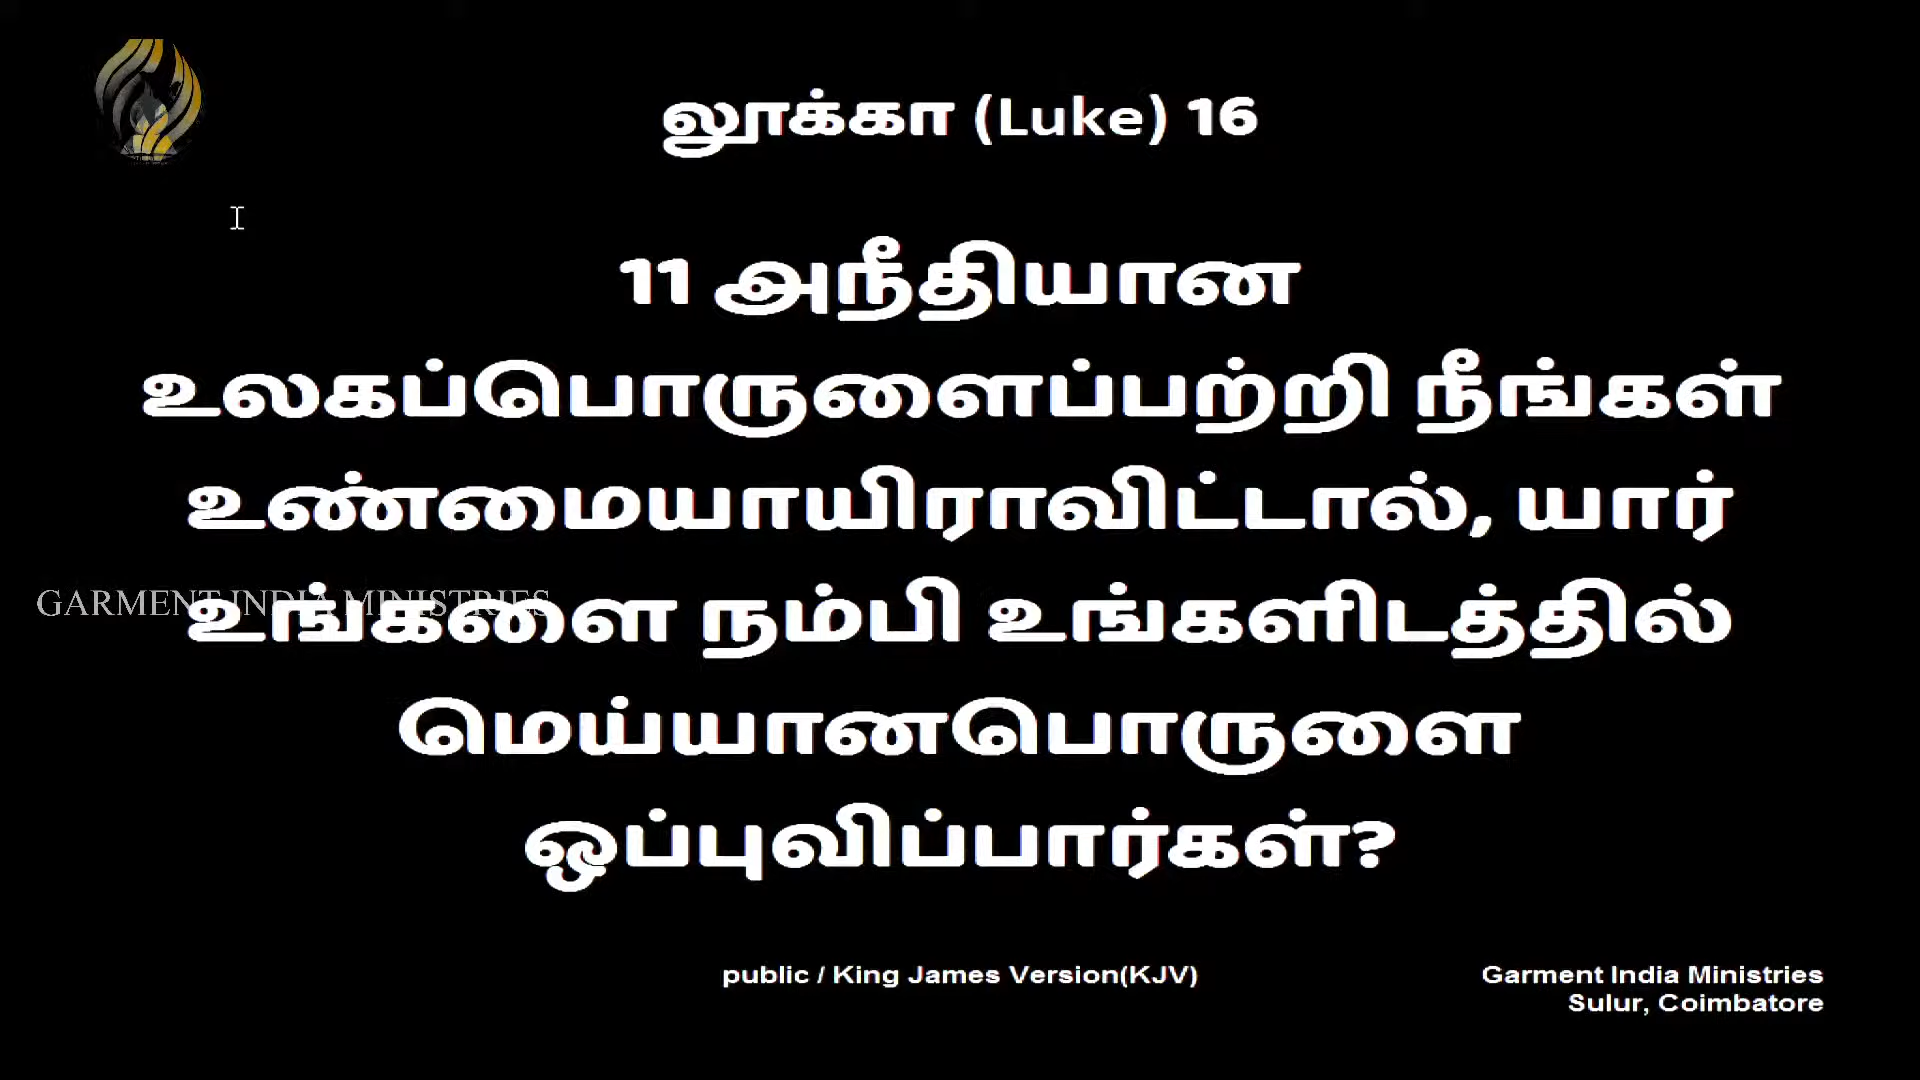 லூக்கா (Luke) 16
11 அநீதியான
உலகப்பொருளைப்பற்றி நீங்கள்
உண்மையாயிராவிட்டால், யார்
GARMENT INDIA MINISTRIES
உங்களை நம்பி உங்களிடத்தில்
மெய்யானபொருளை
ஒப்புவிப்பார்கள்?
public / King James Version(KJV)
Garment India Ministries
Sulur, Coimbatore